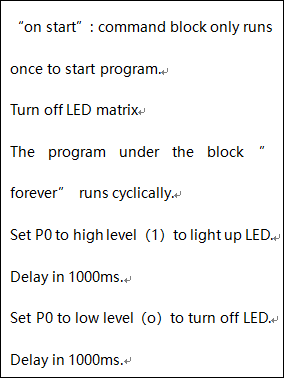 “on start”: command block only runs
once to start program.↵
Turn off LED matrix↵
The program under the block “
forever” runs cyclically.↵
Set P0 to high level（1）to light up LED.↵
Delay in 1000ms.↵
Set P0 to low level（o）to turn off LED.↵
Delay in 1000ms.↵